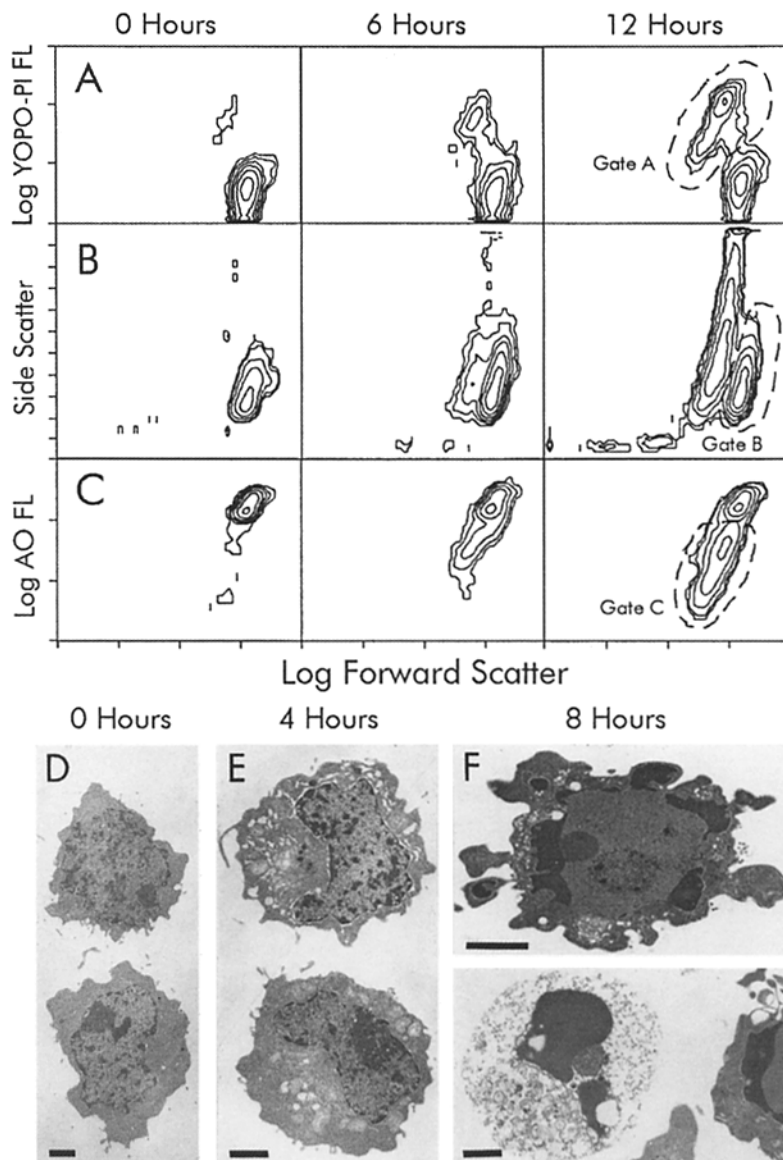 0 Hours 6 Hours 12 Hours
Log YOPO-PI FL
A
Gate A
Side Scatter
B
Gate B
Log AO FL
C
Gate C
Log Forward Scatter
0 Hours 4 Hours 8 Hours
D E F